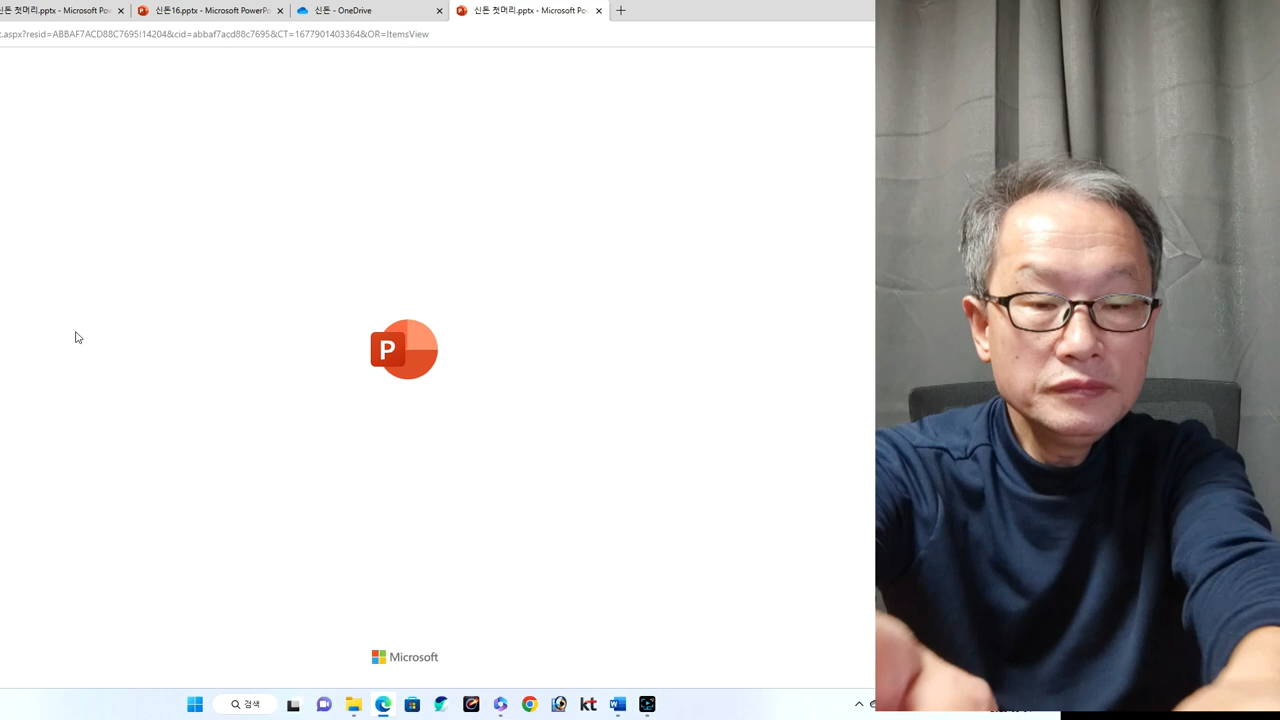 신돈 첫머리.pptx - Microsoft Pow
신돈16.pptx - Microsoft PowerPo
신돈 - OneDrive
신돈 첫머리.pptx - Microsoft Po
t.aspx?resid=ABBAF7ACD88C7695!14204&cid=abbaf7acd88c7695&CT=1677901403364&OR=ItemsView
P
Microsoft
검색
kt
W